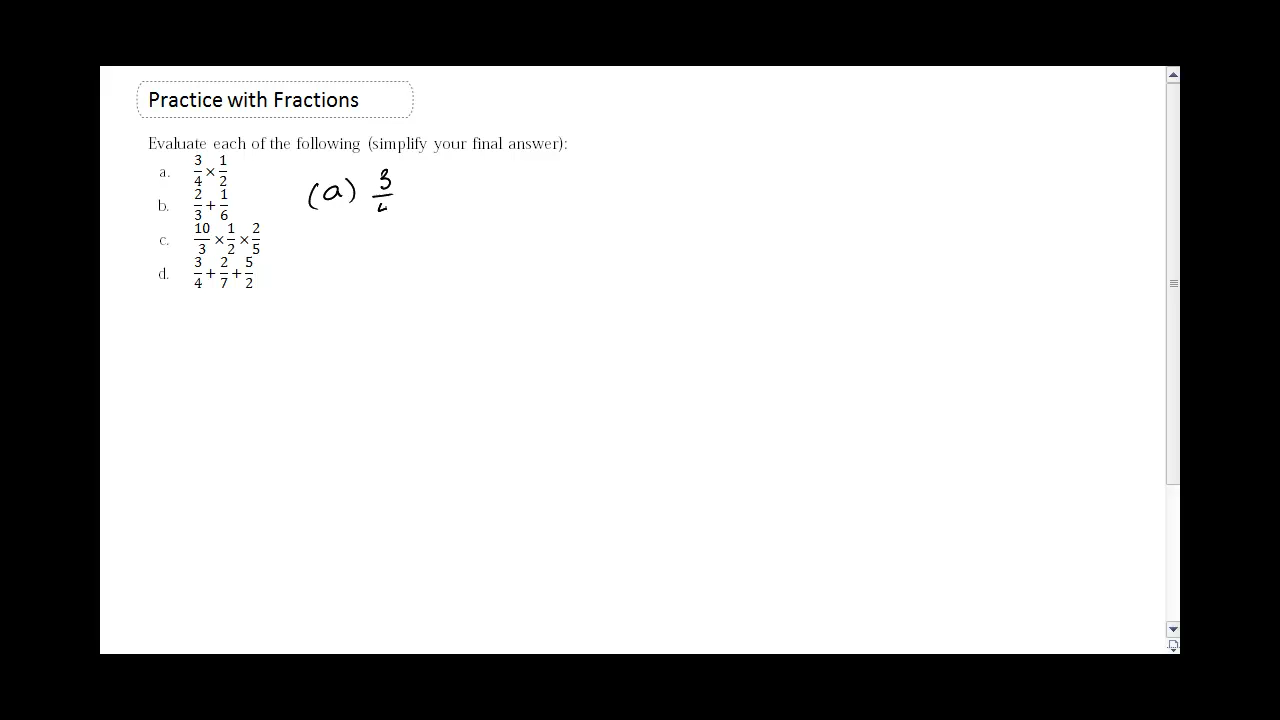 Practice with Fractions
Evaluate each of the following (simplify your final answer):
a. 3/4 × 1/2
(a) 3/4
b. 2/3 + 1/6
c. 10/3 × 1/2 × 2/5
d. 3/4 + 2/7 + 5/2